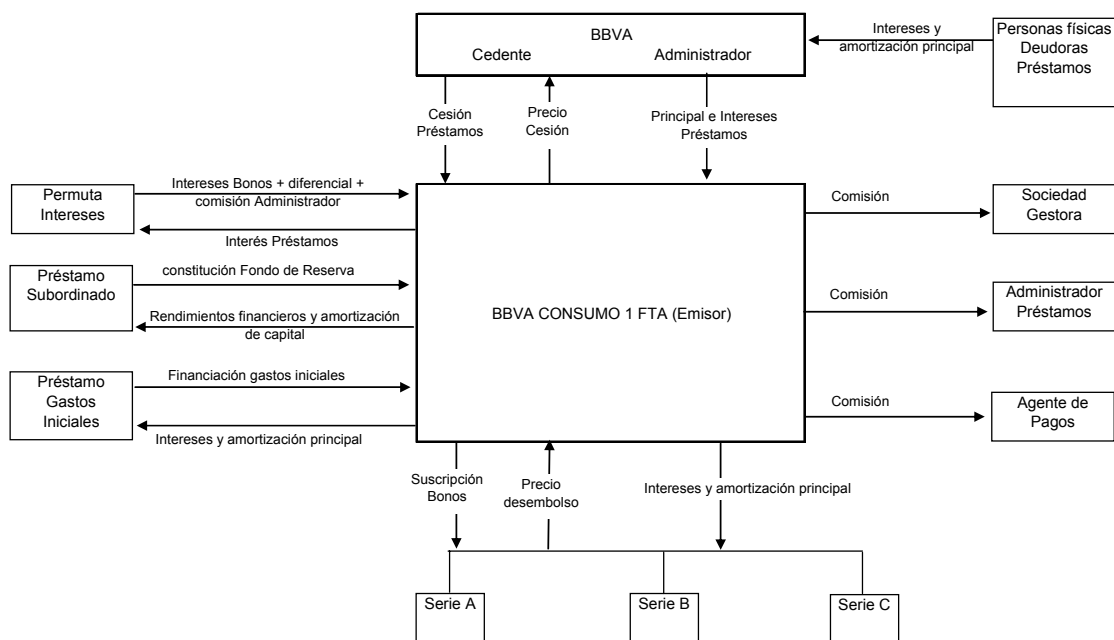 BBVA
Cedente
Administrador
Intereses y
amortización principal
Personas físicas
Deudoras
Préstamos
Cesión
Préstamos
Precio
Cesión
Principal e Intereses
Préstamos
Permuta
Intereses
Intereses Bonos + diferencial +
comisión Administrador
Interés Préstamos
Préstamo
Subordinado
constitución Fondo de Reserva
Rendimientos financieros y amortización
de capital
Préstamo
Gastos
Iniciales
Financiación gastos iniciales
Intereses y amortización principal
BBVA CONSUMO 1 FTA (Emisor)
Comisión
Sociedad
Gestora
Comisión
Administrador
Préstamos
Comisión
Agente de
Pagos
Suscripción
Bonos
Precio
desembolso
Intereses y amortización principal
Serie A
Serie B
Serie C